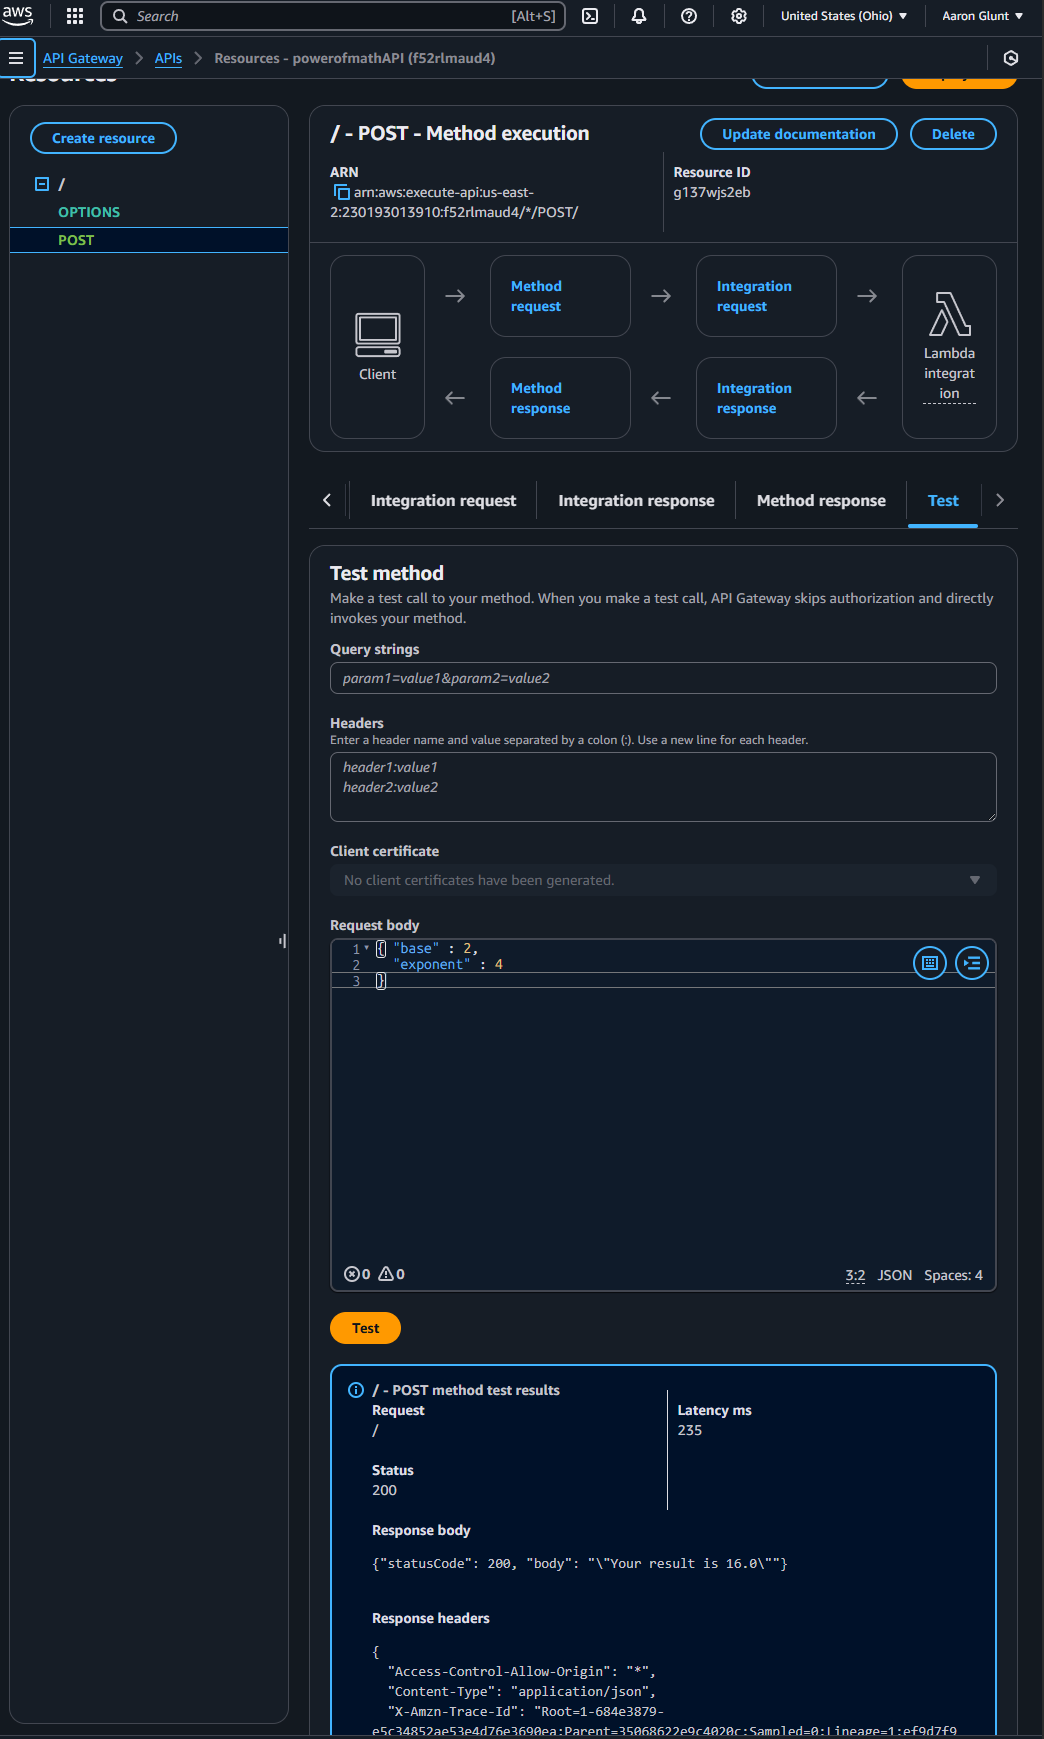 aws
Search
[Alt+S]
United States (Ohio)
Aaron Glunt
API Gateway
APIs
Resources - powerofmathAPI (f52rlmaud4)
Resources
Create resource
/
OPTIONS
POST
/ - POST - Method execution
Update documentation
Delete
ARN
arn:aws:execute-api:us-east-
2:230193013910:f52rlmaud4/*/POST/
Resource ID
g137wjs2eb
Client
Method
request
Integration
request
Method
response
Integration
response
Lambda
integrat
ion
Integration request
Integration response
Method response
Test
Test method
Make a test call to your method. When you make a test call, API Gateway skips authorization and directly
invokes your method.
Query strings
param1=value1&param2=value2
Headers
Enter a header name and value separated by a colon (:). Use a new line for each header.
header1:value1
header2:value2
Client certificate
No client certificates have been generated.
Request body
1 { "base" : 2,
2 "exponent" : 4
3 }
0 0
3:2 JSON Spaces: 4
Test
/ - POST method test results
Request
/
Latency ms
235
Status
200
Response body
{"statusCode": 200, "body": "\"Your result is 16.0\""}
Response headers
{
"Access-Control-Allow-Origin": "*",
"Content-Type": "application/json",
"X-Amzn-Trace-Id": "Root=1-684e3879-
e5c34852ae53e4d76e3690ea;Parent=35068622e9c4020c;Sampled=0;Lineage=1:ef9d7f9